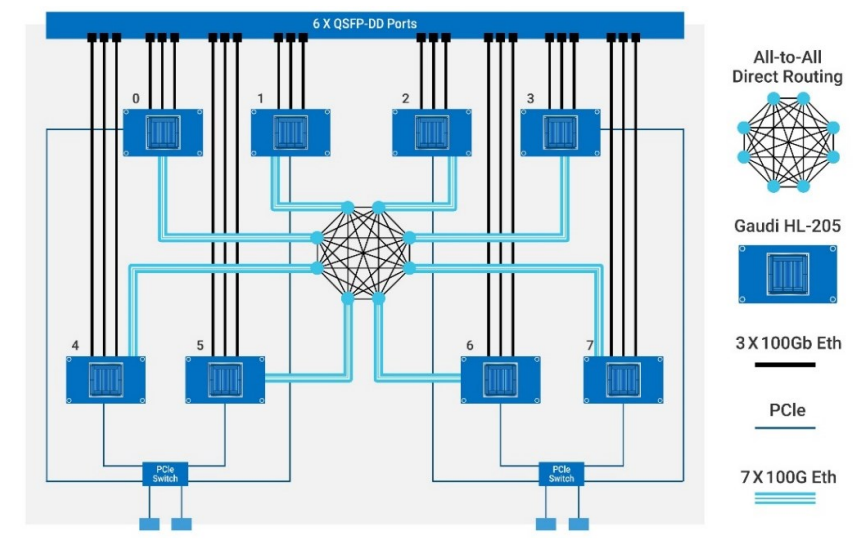 6 X QSFP-DD Ports
0
1
2
3
4
5
6
7
PCIe
Switch
PCIe
Switch
All-to-All
Direct Routing
Gaudi HL-205
3 X 100Gb Eth
PCIe
7 X 100G Eth